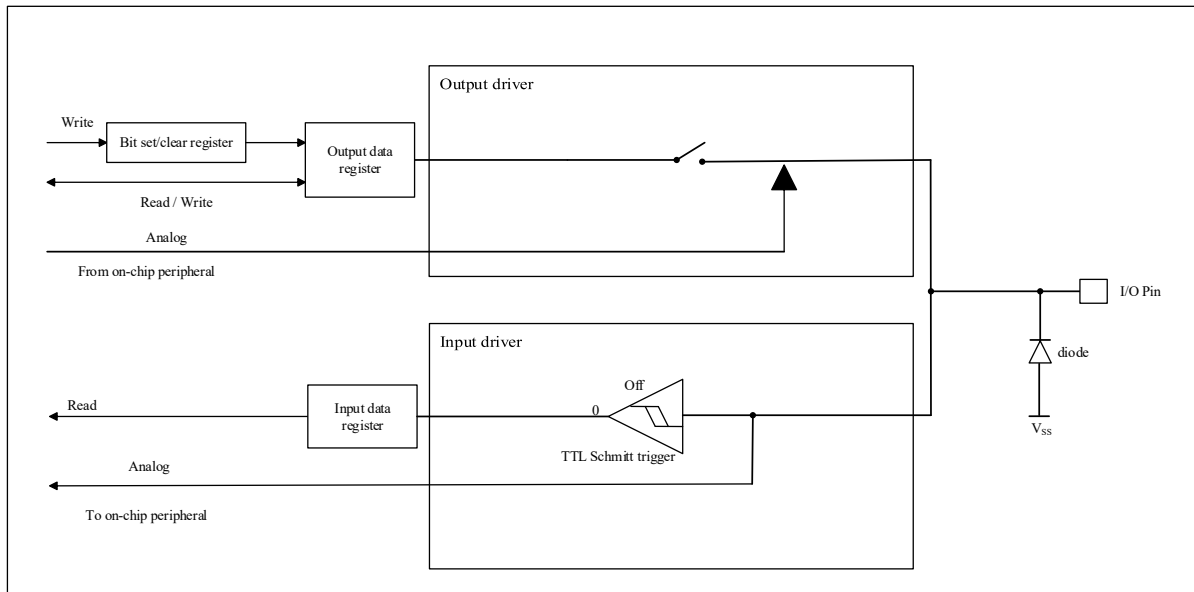 Output driver
Write
Bit set/clear register
Output data
register
Read / Write
Analog
From on-chip peripheral
I/O Pin
Input driver
diode
Off
Read
Input data
register
0
VSS
TTL Schmitt trigger
Analog
To on-chip peripheral